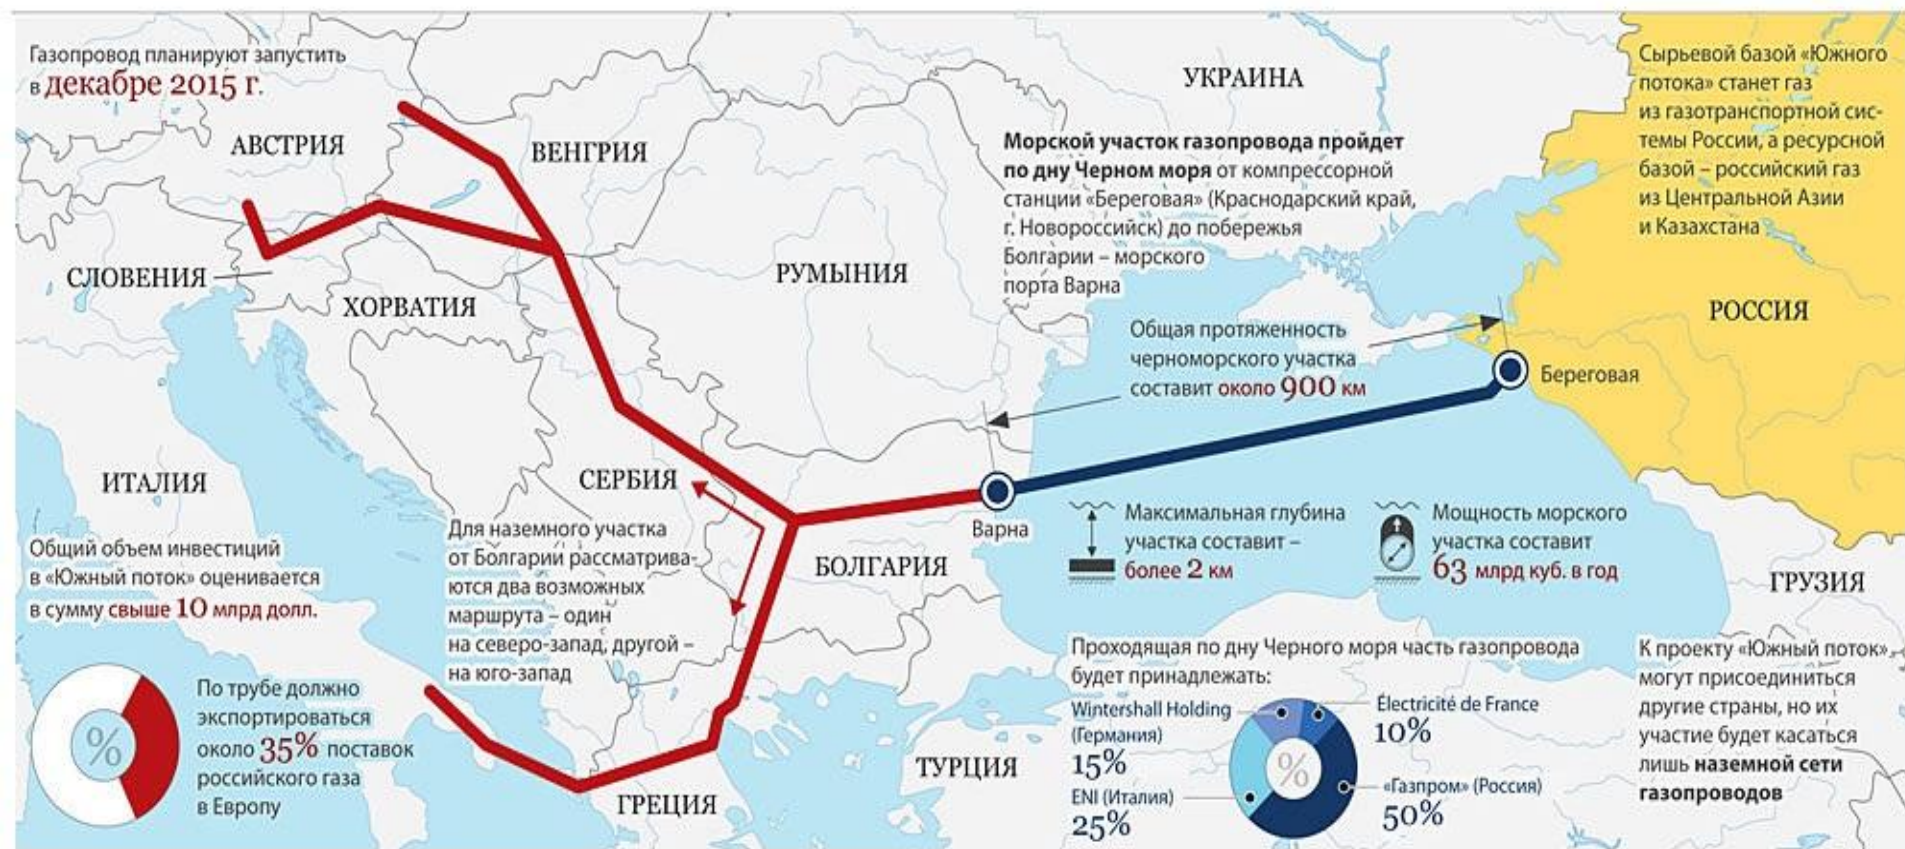 Газопровод планируют запустить
в декабре 2015 г.
АВСТРИЯ
ВЕНГРИЯ
УКРАИНА
Сырьевой базой «Южного
потока» станет газ
из газотранспортной сис-
темы России, а ресурсной
базой – российский газ
из Центральной Азии
и Казахстана
Морской участок газопровода пройдет
по дну Черном моря от компрессорной
станции «Береговая» (Краснодарский край,
г. Новороссийск) до побережья
Болгарии – морского
порта Варна
СЛОВЕНИЯ
ХОРВАТИЯ
РУМЫНИЯ
РОССИЯ
Общая протяженность
черноморского участка
составит около 900 км
Береговая
ИТАЛИЯ
СЕРБИЯ
Варна
БОЛГАРИЯ
ГРУЗИЯ
Для наземного участка
от Болгарии рассматрива-
ются два возможных
маршрута – один
на северо-запад, другой –
на юго-запад
Максимальная глубина
участка составит –
более 2 км
Мощность морского
участка составит
63 млрд куб. в год
Общий объем инвестиций
в «Южный поток» оценивается
в сумму свыше 10 млрд долл.
%
По трубе должно
экспортироваться
около 35% поставок
российского газа
в Европу
ГРЕЦИЯ
ТУРЦИЯ
Проходящая по дну Черного моря часть газопровода
будет принадлежать:
Wintershall Holding
(Германия)
15%
ENI (Италия)
25%
%
Électricité de France
10%
«Газпром» (Россия)
50%
К проекту «Южный поток»
могут присоединиться
другие страны, но их
участие будет касаться
лишь наземной сети
газопроводов